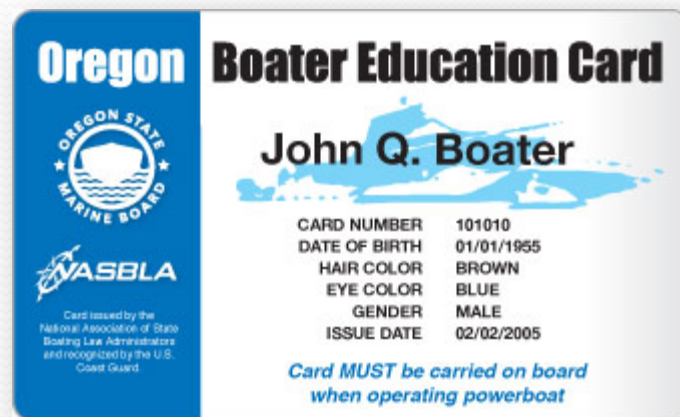 Oregon Boater Education Card
OREGON STATE
MARINE BOARD
John Q. Boater
NASBLA
CARD NUMBER 101010
DATE OF BIRTH 01/01/1955
HAIR COLOR BROWN
EYE COLOR BLUE
GENDER MALE
ISSUE DATE 02/02/2005
Card issued by the
National Association of State
Boating Law Administrators
and recognized by the U.S.
Coast Guard.
Card MUST be carried on board
when operating powerboat